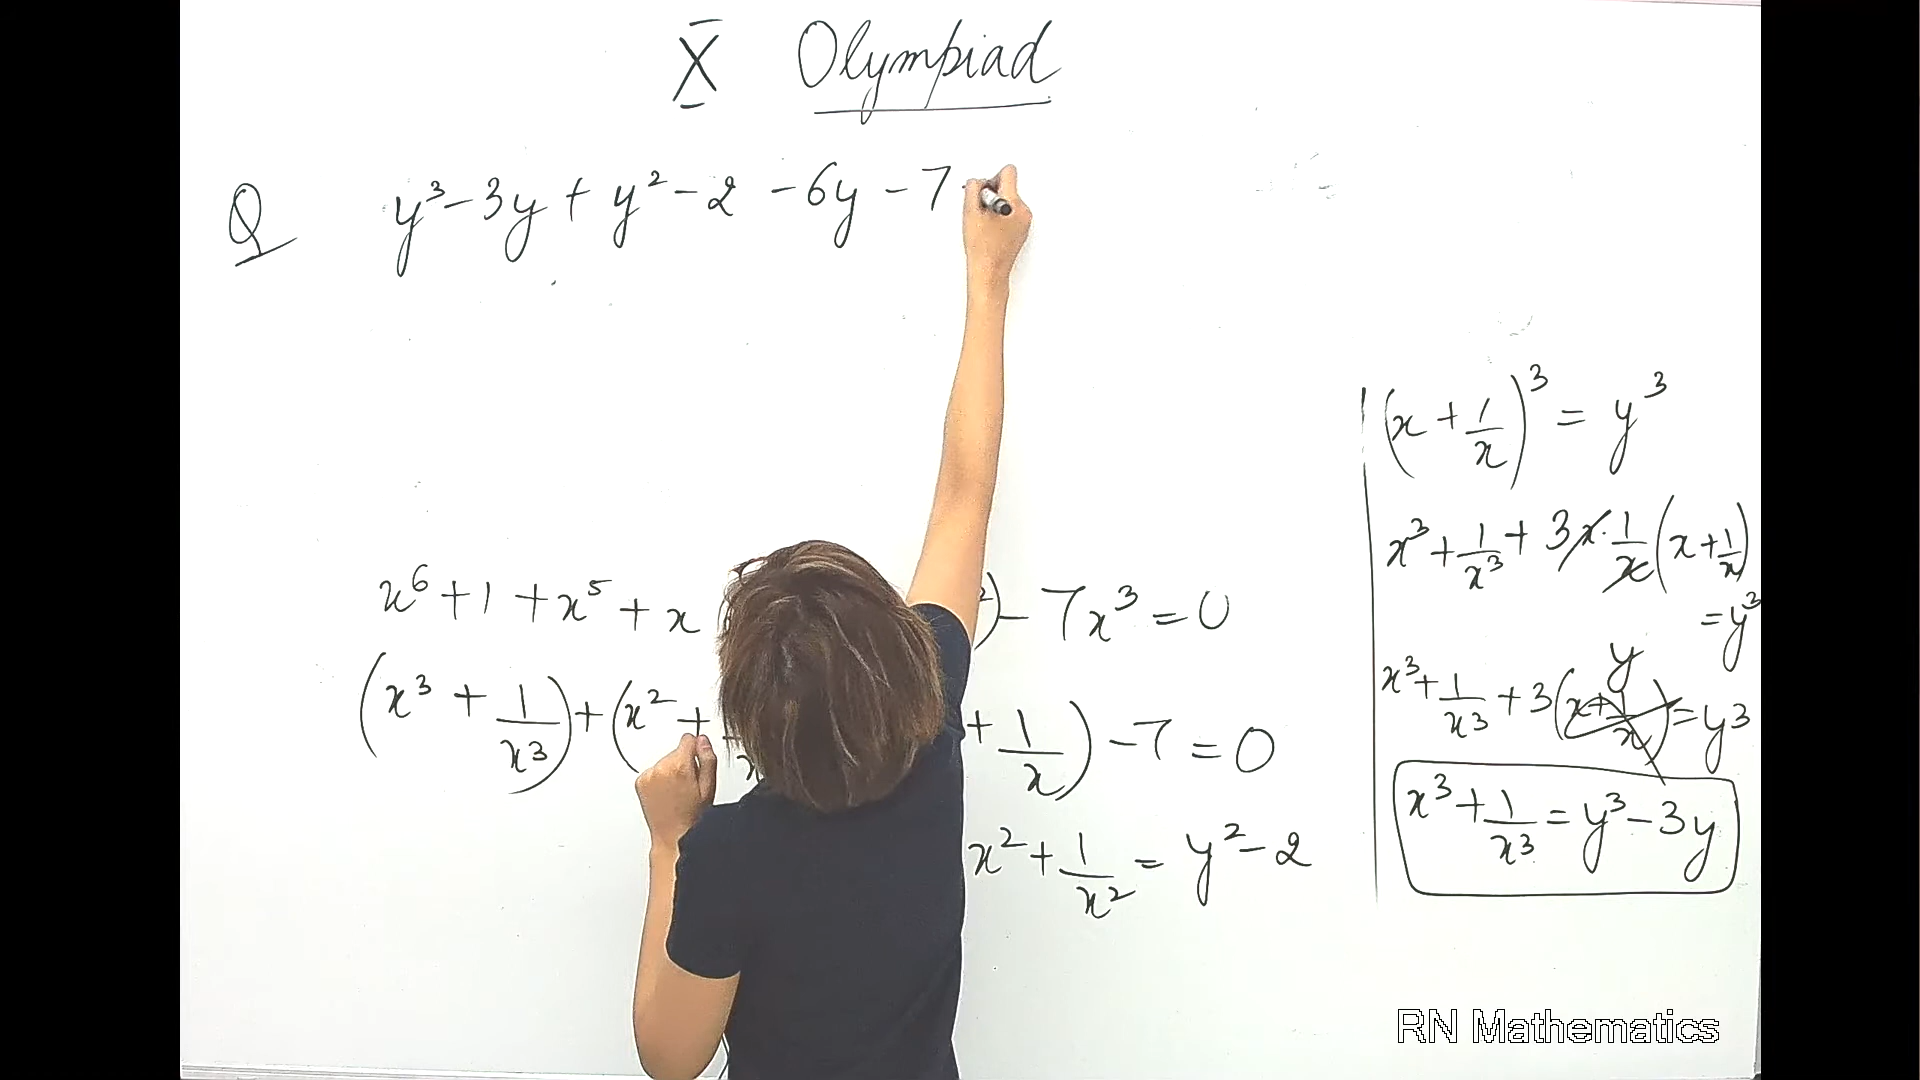 X Olympiad
Q y³ - 3y + y² - 2 - 6y - 7
(x + 1/x)³ = y³
x³ + 1/x³ + 3x · 1/x (x + 1/x)
= y³
x⁶ + 1 + x⁵ + x ²) - 7x³ = 0
y
x³ + 1/x³ + 3(x + 1/x) = y³
(x³ + 1/x³) + (x² + + 1/x) - 7 = 0
x³ + 1/x³ = y³ - 3y
x² + 1/x² = y² - 2
RN Mathematics